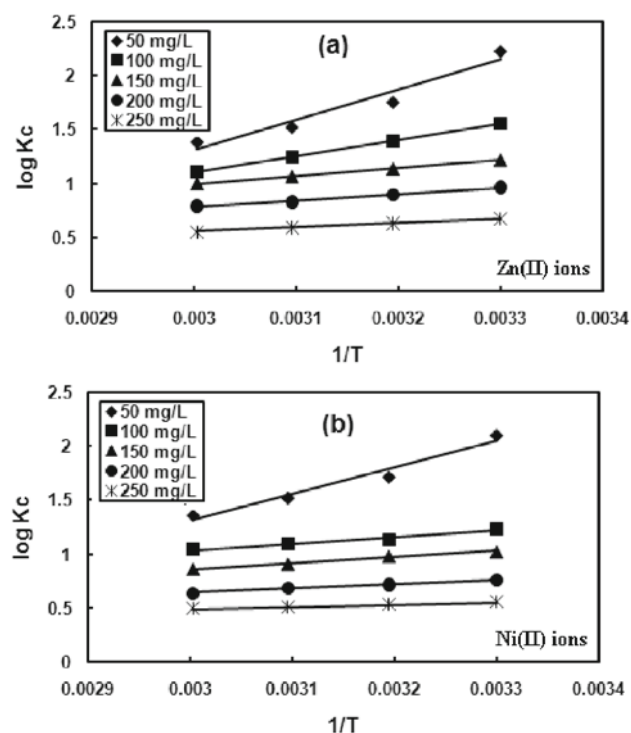 (a)
50 mg/L
100 mg/L
150 mg/L
200 mg/L
250 mg/L
2.5
2
1.5
1
0.5
0
log Kc
Zn(II) ions
0.0029 0.003 0.0031 0.0032 0.0033 0.0034
1/T
(b)
50 mg/L
100 mg/L
150 mg/L
200 mg/L
250 mg/L
2.5
2
1.5
1
0.5
0
log Kc
Ni(II) ions
0.0029 0.003 0.0031 0.0032 0.0033 0.0034
1/T